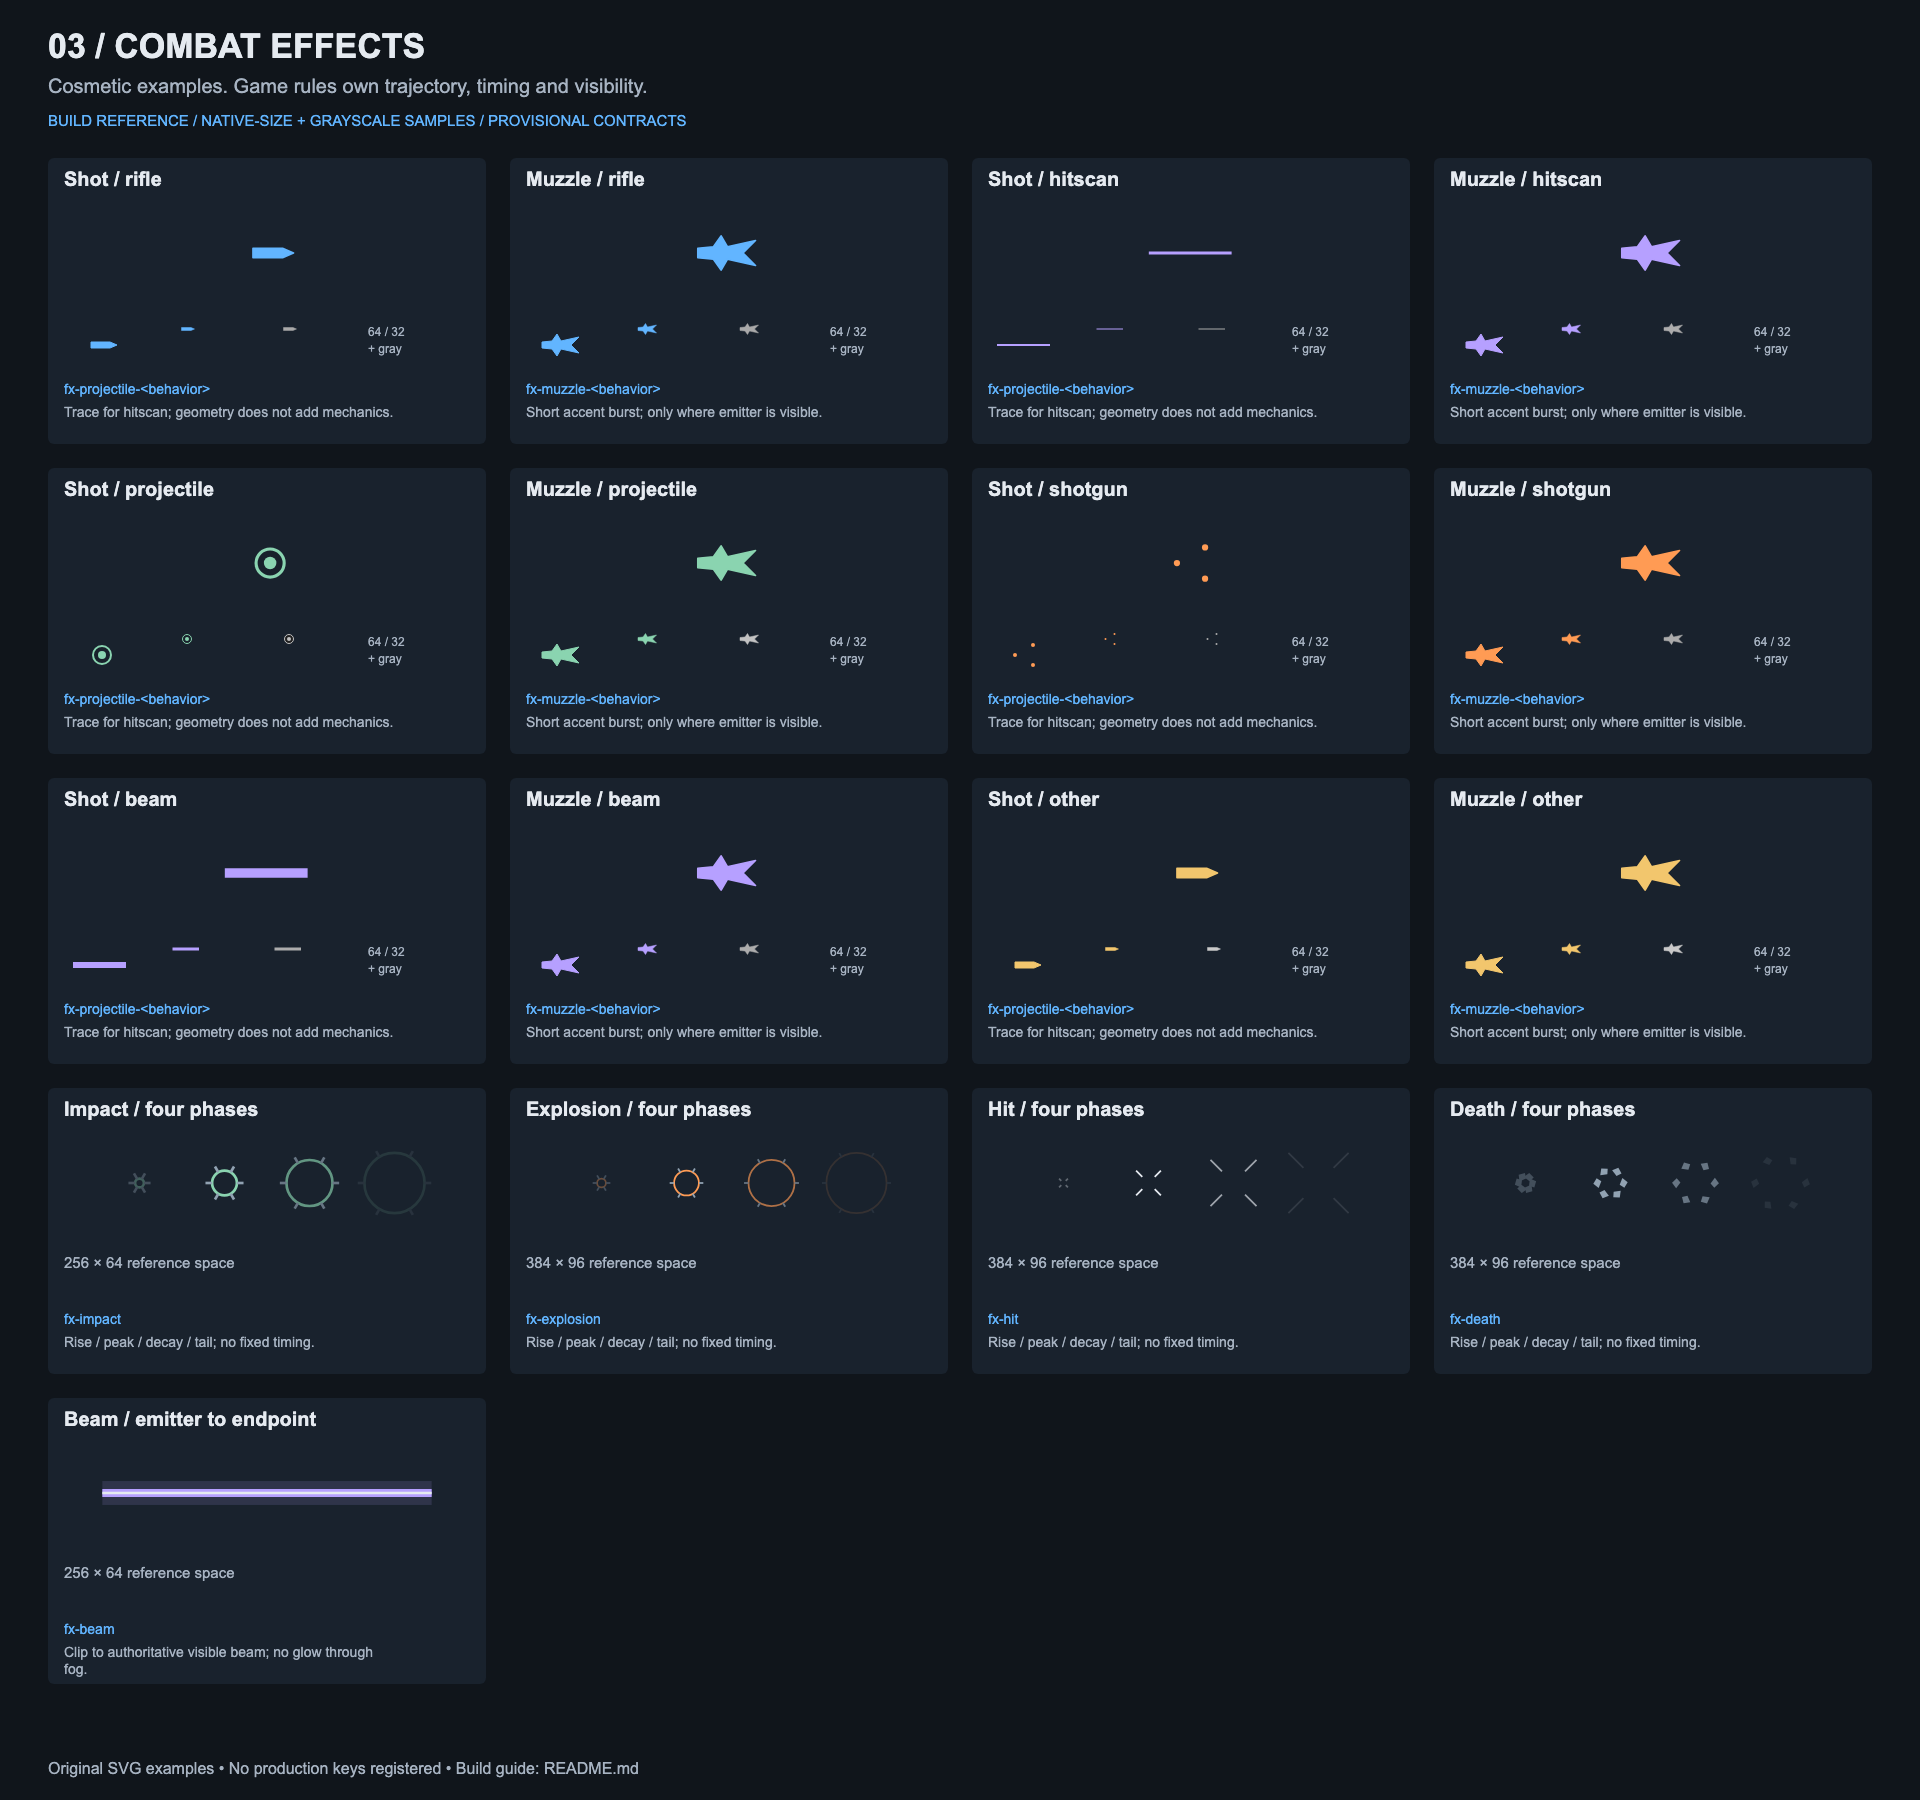 03 / COMBAT EFFECTS
Cosmetic examples. Game rules own trajectory, timing and visibility.
BUILD REFERENCE / NATIVE-SIZE + GRAYSCALE SAMPLES / PROVISIONAL CONTRACTS
Shot / rifle
64 / 32
+ gray
fx-projectile-<behavior>
Trace for hitscan; geometry does not add mechanics.
Muzzle / rifle
64 / 32
+ gray
fx-muzzle-<behavior>
Short accent burst; only where emitter is visible.
Shot / hitscan
64 / 32
+ gray
fx-projectile-<behavior>
Trace for hitscan; geometry does not add mechanics.
Muzzle / hitscan
64 / 32
+ gray
fx-muzzle-<behavior>
Short accent burst; only where emitter is visible.
Shot / projectile
64 / 32
+ gray
fx-projectile-<behavior>
Trace for hitscan; geometry does not add mechanics.
Muzzle / projectile
64 / 32
+ gray
fx-muzzle-<behavior>
Short accent burst; only where emitter is visible.
Shot / shotgun
64 / 32
+ gray
fx-projectile-<behavior>
Trace for hitscan; geometry does not add mechanics.
Muzzle / shotgun
64 / 32
+ gray
fx-muzzle-<behavior>
Short accent burst; only where emitter is visible.
Shot / beam
64 / 32
+ gray
fx-projectile-<behavior>
Trace for hitscan; geometry does not add mechanics.
Muzzle / beam
64 / 32
+ gray
fx-muzzle-<behavior>
Short accent burst; only where emitter is visible.
Shot / other
64 / 32
+ gray
fx-projectile-<behavior>
Trace for hitscan; geometry does not add mechanics.
Muzzle / other
64 / 32
+ gray
fx-muzzle-<behavior>
Short accent burst; only where emitter is visible.
Impact / four phases
256 × 64 reference space
fx-impact
Rise / peak / decay / tail; no fixed timing.
Explosion / four phases
384 × 96 reference space
fx-explosion
Rise / peak / decay / tail; no fixed timing.
Hit / four phases
384 × 96 reference space
fx-hit
Rise / peak / decay / tail; no fixed timing.
Death / four phases
384 × 96 reference space
fx-death
Rise / peak / decay / tail; no fixed timing.
Beam / emitter to endpoint
256 × 64 reference space
fx-beam
Clip to authoritative visible beam; no glow through
fog.
Original SVG examples • No production keys registered • Build guide: README.md